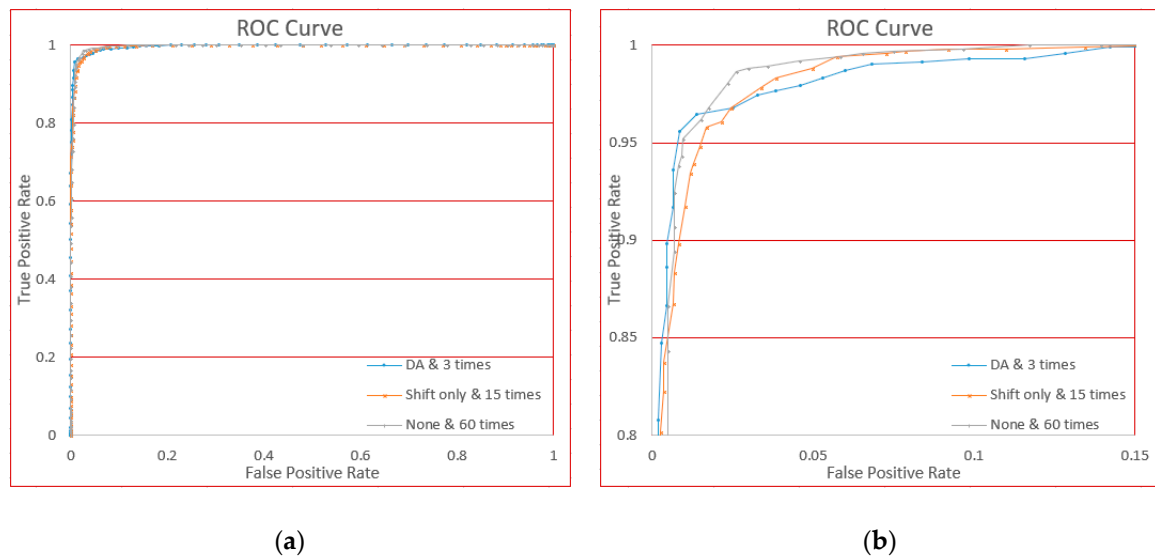 ROC Curve
1
0.8
0.6
0.4
0.2
0
True Positive Rate
DA & 3 times
Shift only & 15 times
None & 60 times
0 0.2 0.4 0.6 0.8 1
False Positive Rate
(a)
ROC Curve
1
0.95
0.9
0.85
0.8
True Positive Rate
DA & 3 times
Shift only & 15 times
None & 60 times
0 0.05 0.1 0.15
False Positive Rate
(b)